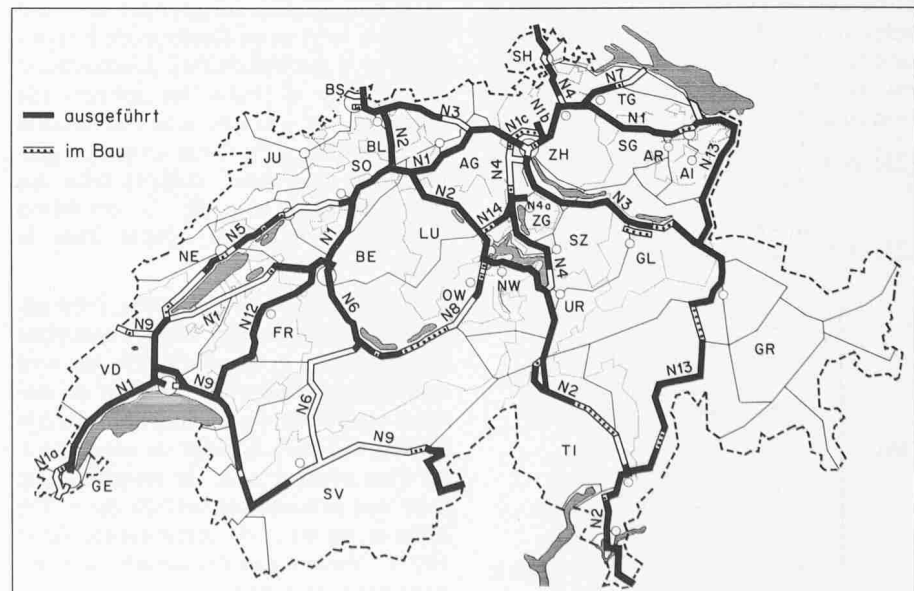 ausgeführt
im Bau
SH
N4
N7
TG
N1
BS
N3
N1b
N1c
N2
BL
SO
N1
AG
N4
ZH
SG
AR
AI
N13
JU
N2
N14
N4a
ZG
N3
N5
N1
BE
LU
SZ
GL
NE
N4
N9
N1
N12
N6
OW
N8
NW
UR
FR
GR
VD
N1
N9
N6
N2
N13
N9
TI
N1a
GE
SV
N2